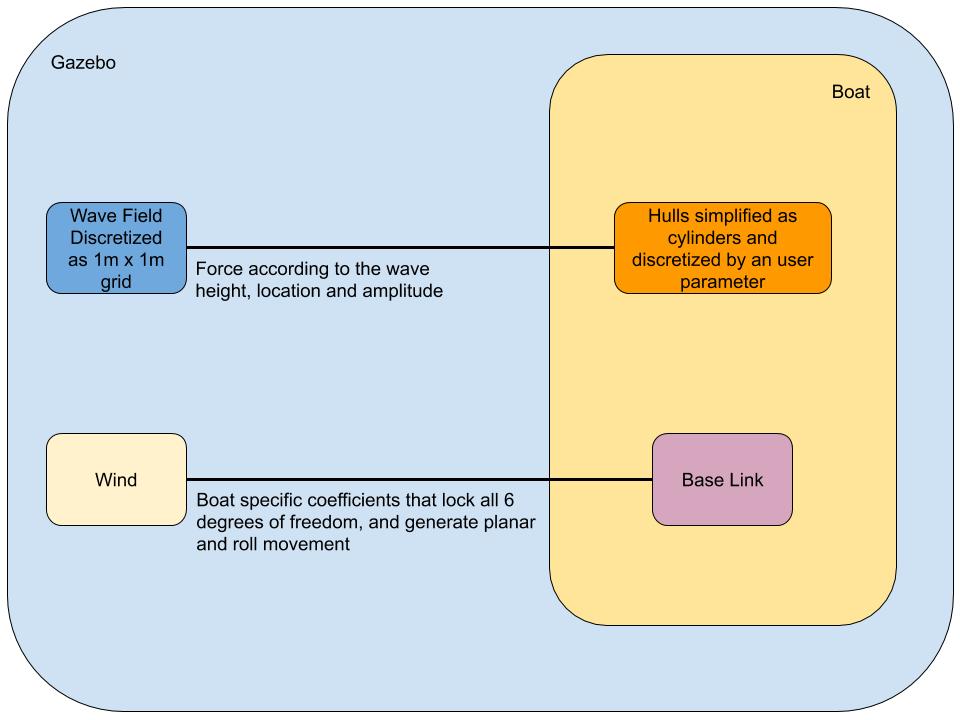 Gazebo
Boat
Wave Field
Discretized
as 1m x 1m
grid
Hulls simplified as
cylinders and
discretized by an user
parameter
Force according to the wave
height, location and amplitude
Wind
Base Link
Boat specific coefficients that lock all 6
degrees of freedom, and generate planar
and roll movement